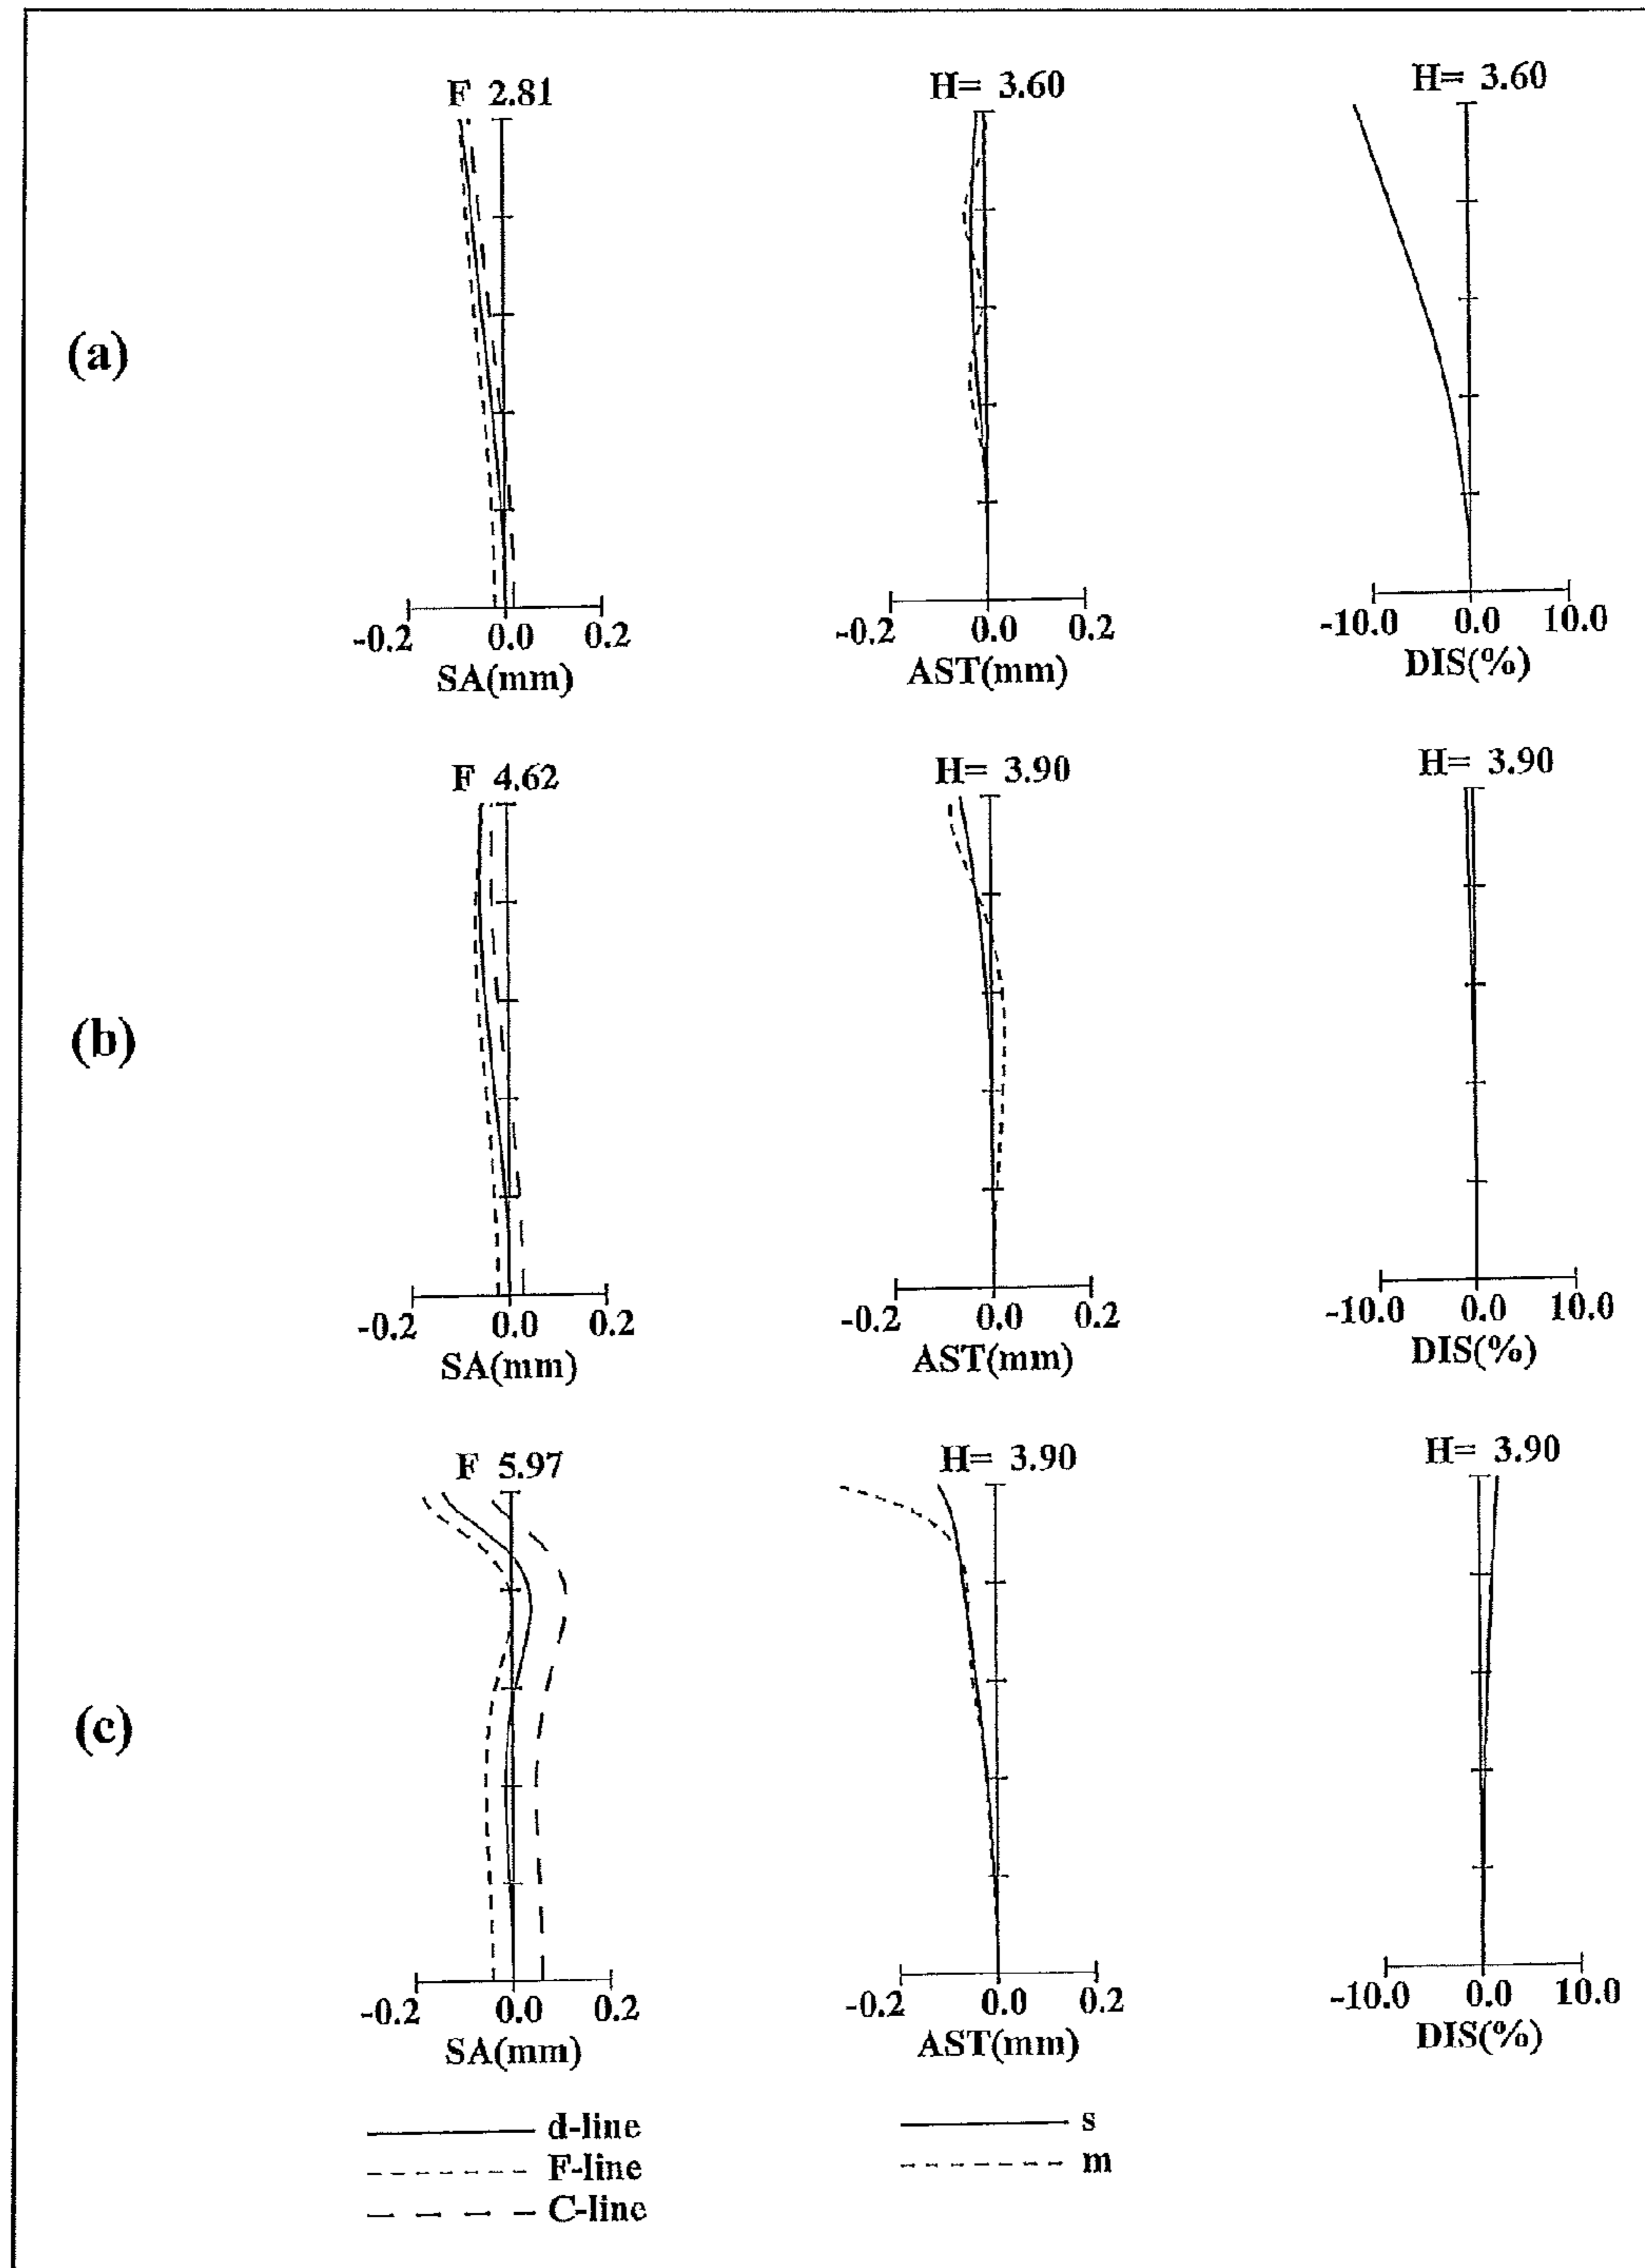 (a)
F 2.81
H= 3.60
H= 3.60
-0.2 0.0 0.2
SA(mm)
-0.2 0.0 0.2
AST(mm)
-10.0 0.0 10.0
DIS(%)
(b)
F 4.62
H= 3.90
H= 3.90
-0.2 0.0 0.2
SA(mm)
-0.2 0.0 0.2
AST(mm)
-10.0 0.0 10.0
DIS(%)
(c)
F 5.97
H= 3.90
H= 3.90
-0.2 0.0 0.2
SA(mm)
-0.2 0.0 0.2
AST(mm)
-10.0 0.0 10.0
DIS(%)
d-line
F-line
C-line
s
m